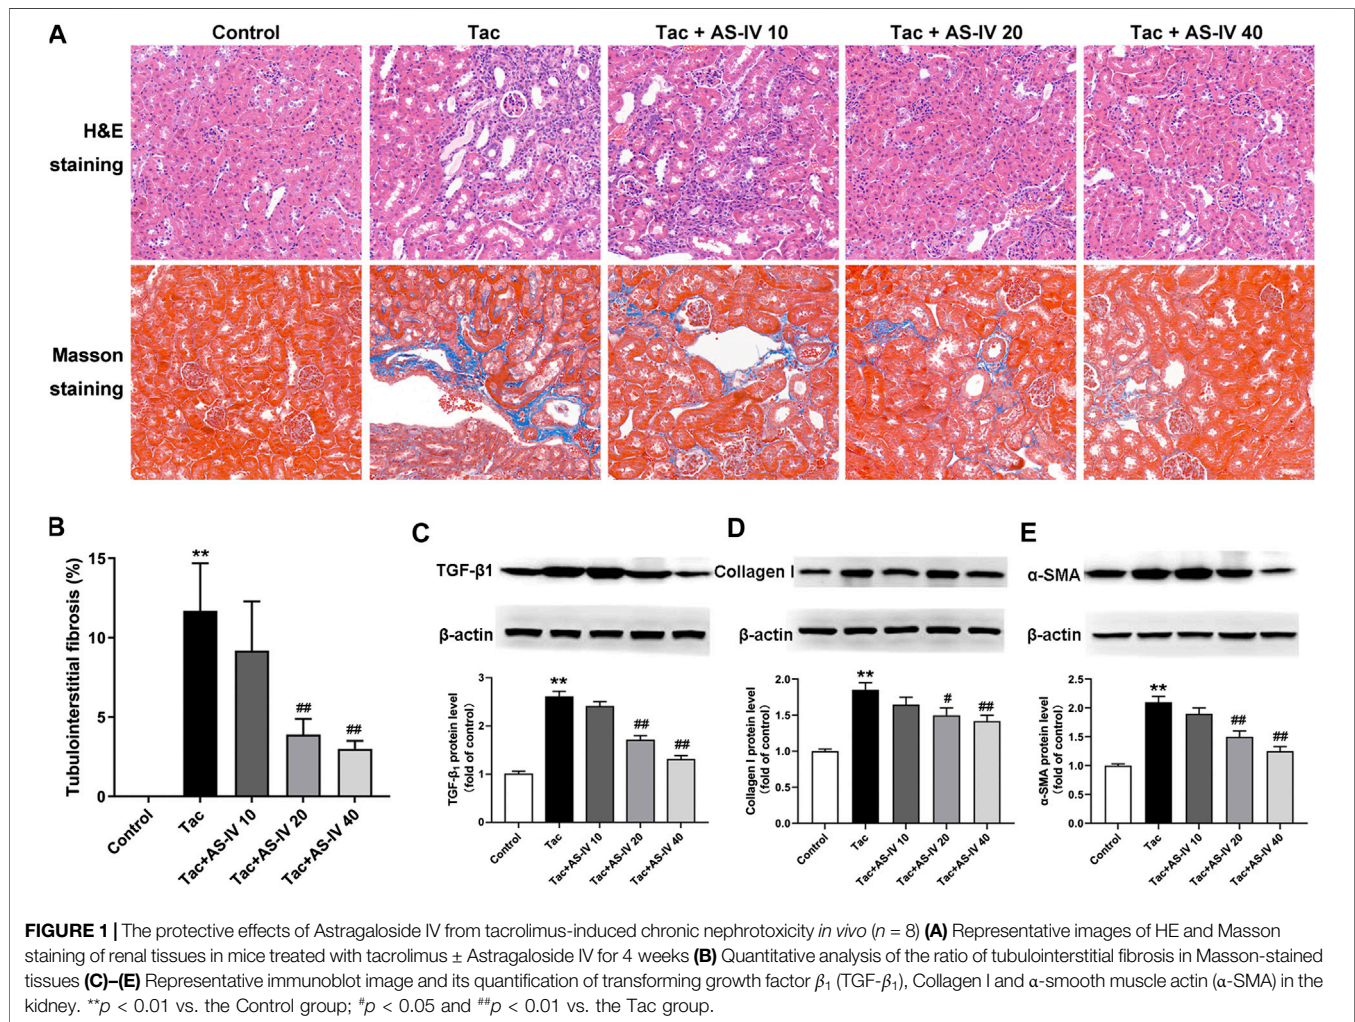 A
Control
Tac
Tac + AS-IV 10
Tac + AS-IV 20
Tac + AS-IV 40
H&E
staining
Masson
staining
B
Tubulointerstitial fibrosis (%)
15
10
5
0
**
##
##
Control
Tac
Tac+AS-IV 10
Tac+AS-IV 20
Tac+AS-IV 40
C
TGF-β1
β-actin
TGF-β₁ protein level
(fold of control)
3
2
1
0
**
##
##
Control
Tac
Tac+AS-IV 10
Tac+AS-IV 20
Tac+AS-IV 40
D
Collagen I
β-actin
Collagen I protein level
(fold of control)
2.0
1.5
1.0
0.5
0.0
**
#
##
Control
Tac
Tac+AS-IV 10
Tac+AS-IV 20
Tac+AS-IV 40
E
α-SMA
β-actin
α-SMA protein level
(fold of control)
2.5
2.0
1.5
1.0
0.5
0.0
**
##
##
Control
Tac
Tac+AS-IV 10
Tac+AS-IV 20
Tac+AS-IV 40
FIGURE 1 | The protective effects of Astragaloside IV from tacrolimus-induced chronic nephrotoxicity in vivo (n = 8) (A) Representative images of HE and Masson
staining of renal tissues in mice treated with tacrolimus ± Astragaloside IV for 4 weeks (B) Quantitative analysis of the ratio of tubulointerstitial fibrosis in Masson-stained
tissues (C)–(E) Representative immunoblot image and its quantification of transforming growth factor β₁ (TGF-β₁), Collagen I and α-smooth muscle actin (α-SMA) in the
kidney. **p < 0.01 vs. the Control group; #p < 0.05 and ##p < 0.01 vs. the Tac group.